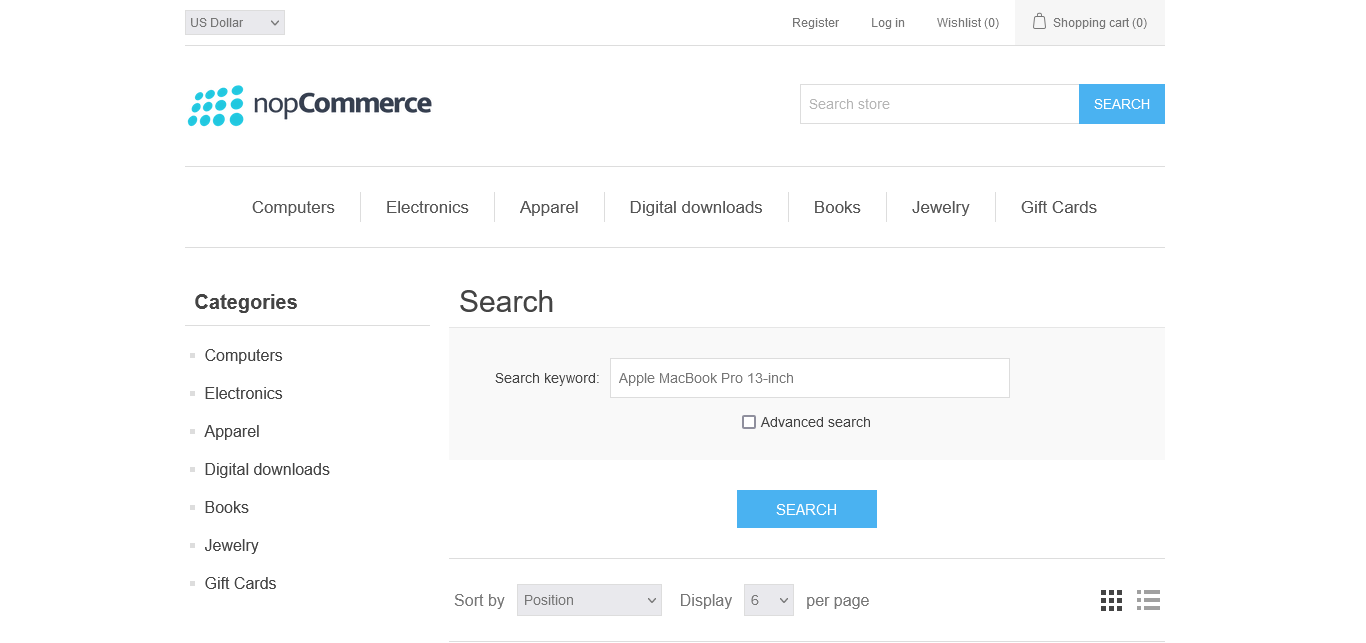 US Dollar
Register
Log in
Wishlist (0)
Shopping cart (0)
nopCommerce
Search store
SEARCH
Computers
Electronics
Apparel
Digital downloads
Books
Jewelry
Gift Cards
Categories
Computers
Electronics
Apparel
Digital downloads
Books
Jewelry
Gift Cards
Search
Search keyword:
Apple MacBook Pro 13-inch
Advanced search
SEARCH
Sort by
Position
Display
6
per page